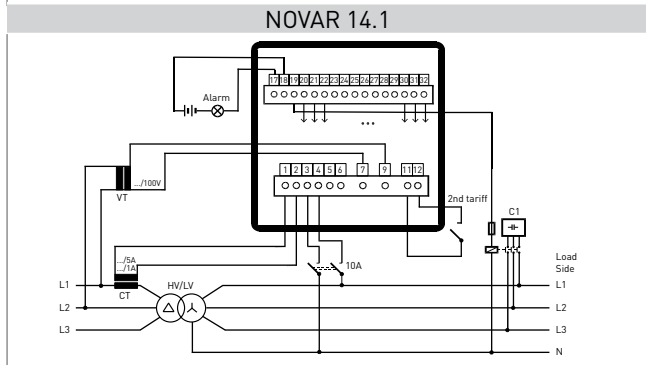 NOVAR 14.1
17 18 19 20 21 22 23 24 25 26 27 28 29 30 31 32
Alarm
1 2 3 4 5 6 7 9 11 12
.../100V
VT
2nd tariff
C1
.../5A
.../1A
10A
Load
Side
CT
HV/LV
L1 L1
L2 L2
L3 L3
N